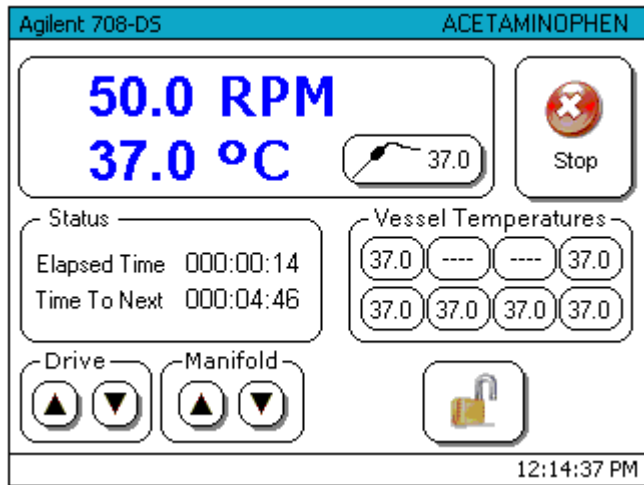 Agilent 708-DS ACETAMINOPHEN
50.0 RPM
37.0 ºC
37.0
Stop
Status
Elapsed Time 000:00:14
Time To Next 000:04:46
Vessel Temperatures
37.0 ---- ---- 37.0
37.0 37.0 37.0 37.0
Drive
Manifold
12:14:37 PM